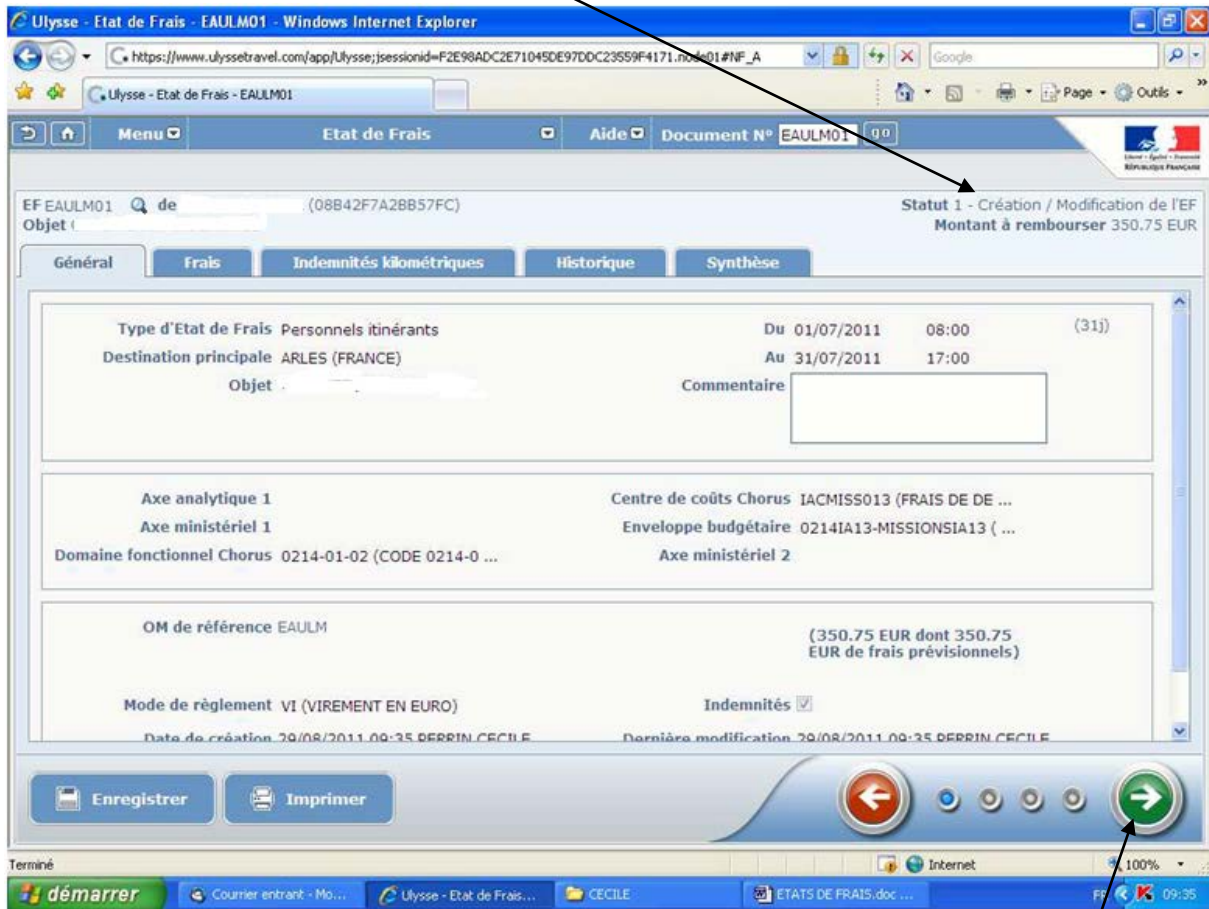 Ulysse - Etat de Frais - EAULM01 - Windows Internet Explorer
https://www.ulyssetravel.com/app/Ulysse;jsessionid=F2E98ADC2E71045DE97DDC23559F4171.node01#NF_A
Google
Ulysse - Etat de Frais - EAULM01
Page
Outils
Menu Etat de Frais Aide Document N° EAULM01 go
Liberté • Égalité • Fraternité
RÉPUBLIQUE FRANÇAISE
EF EAULM01 de (08B42F7A2BB57FC) Statut 1 - Création / Modification de l'EF
Objet Montant à rembourser 350.75 EUR
Général Frais Indemnités kilométriques Historique Synthèse
Type d'Etat de Frais Personnels itinérants Du 01/07/2011 08:00 (31j)
Destination principale ARLES (FRANCE) Au 31/07/2011 17:00
Objet Commentaire
Axe analytique 1 Centre de coûts Chorus IACMISS013 (FRAIS DE DE ...
Axe ministériel 1 Enveloppe budgétaire 0214IA13-MISSIONSIA13 ( ...
Domaine fonctionnel Chorus 0214-01-02 (CODE 0214-0 ... Axe ministériel 2
OM de référence EAULM (350.75 EUR dont 350.75
EUR de frais prévisionnels)
Mode de règlement VI (VIREMENT EN EURO) Indemnités
Date de création 29/08/2011 09:35 PERRIN CECILE Dernière modification 29/08/2011 09:35 PERRIN CECILE
Enregistrer Imprimer
Terminé Internet 100%
démarrer Courrier entrant - Mo... Ulysse - Etat de Frais... CECILE ETATS DE FRAIS.doc ... FR 09:35